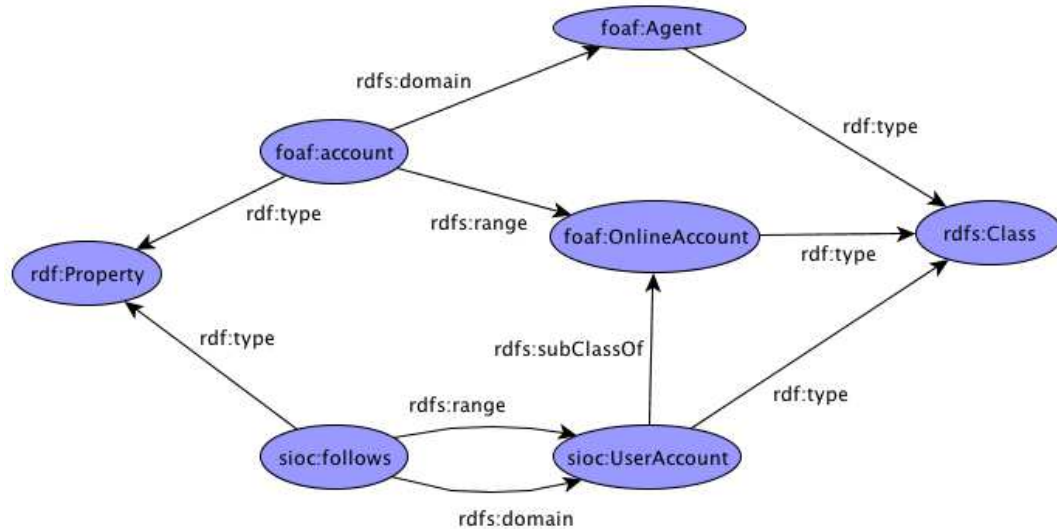 foaf:Agent
rdfs:domain
rdf:type
foaf:account
rdf:type
rdfs:range
foaf:OnlineAccount
rdf:type
rdfs:Class
rdf:Property
rdf:type
rdfs:subClassOf
rdf:type
rdfs:range
sioc:follows
sioc:UserAccount
rdfs:domain